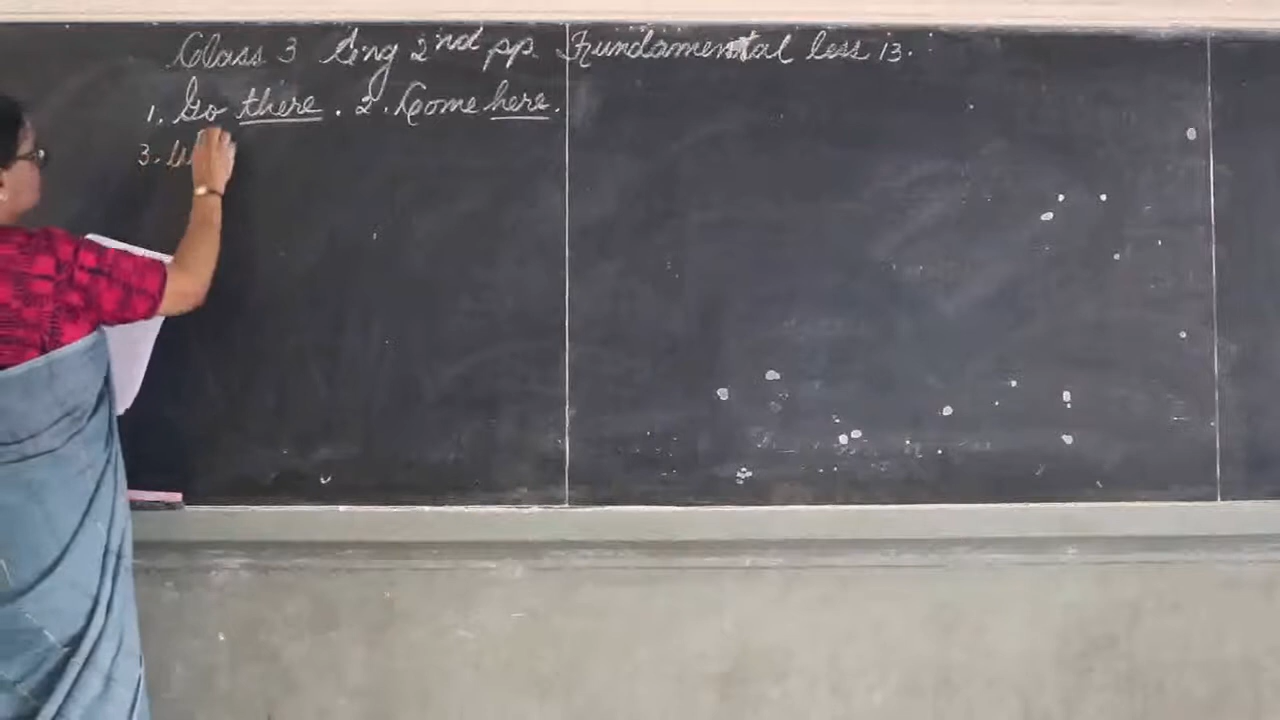 Class 3 Eng 2nd pp. Fundamental less 13.
1. Go there. 2. Come here.
3.